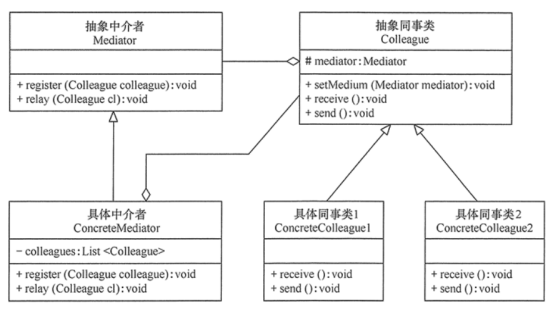 抽象中介者
Mediator
+ register (Colleague colleague): void
+ relay (Colleague cl): void
抽象同事类
Colleague
# mediator: Mediator
+ setMedium (Mediator mediator): void
+ receive (): void
+ send (): void
具体中介者
ConcreteMediator
− colleagues: List <Colleague>
+ register (Colleague colleague): void
+ relay (Colleague cl): void
具体同事类1
ConcreteColleague1
+ receive (): void
+ send (): void
具体同事类2
ConcreteColleague2
+ receive (): void
+ send (): void